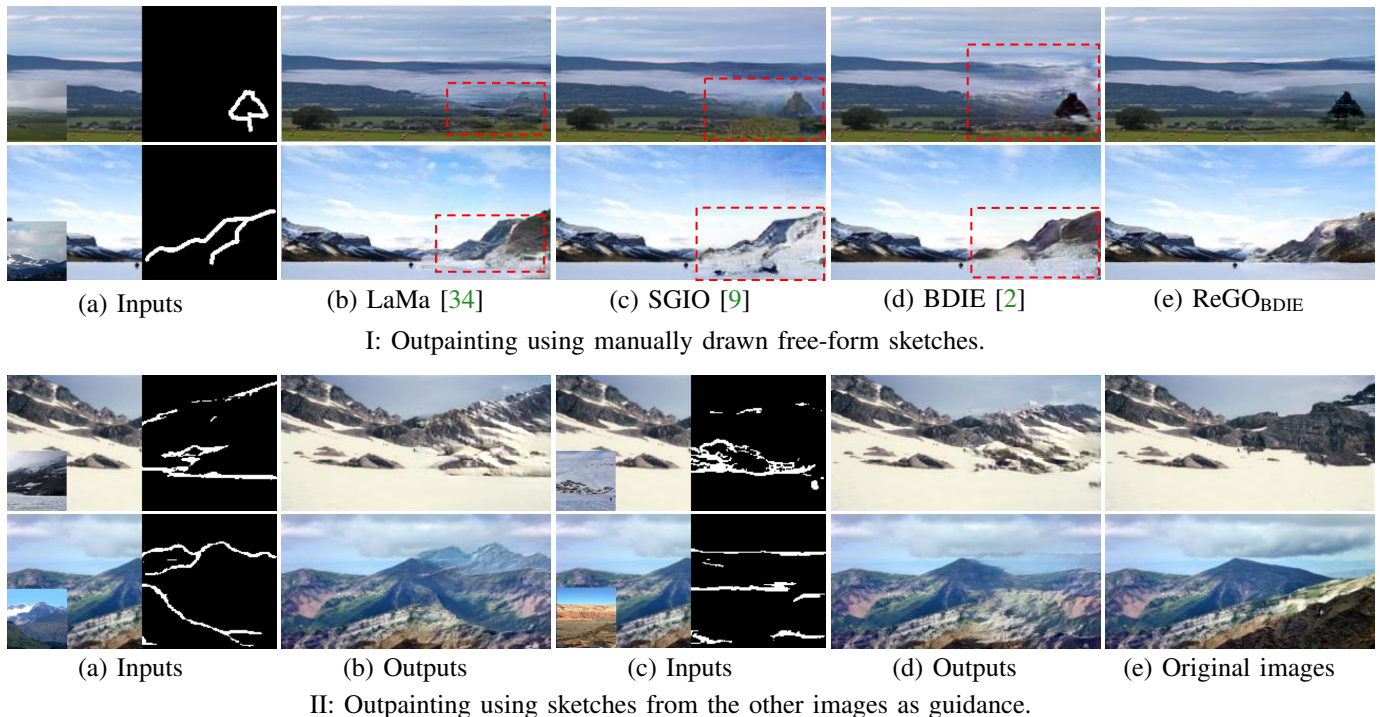 (a) Inputs
(b) LaMa [34]
(c) SGIO [9]
(d) BDIE [2]
(e) ReGO_BDIE
I: Outpainting using manually drawn free-form sketches.
(a) Inputs
(b) Outputs
(c) Inputs
(d) Outputs
(e) Original images
II: Outpainting using sketches from the other images as guidance.